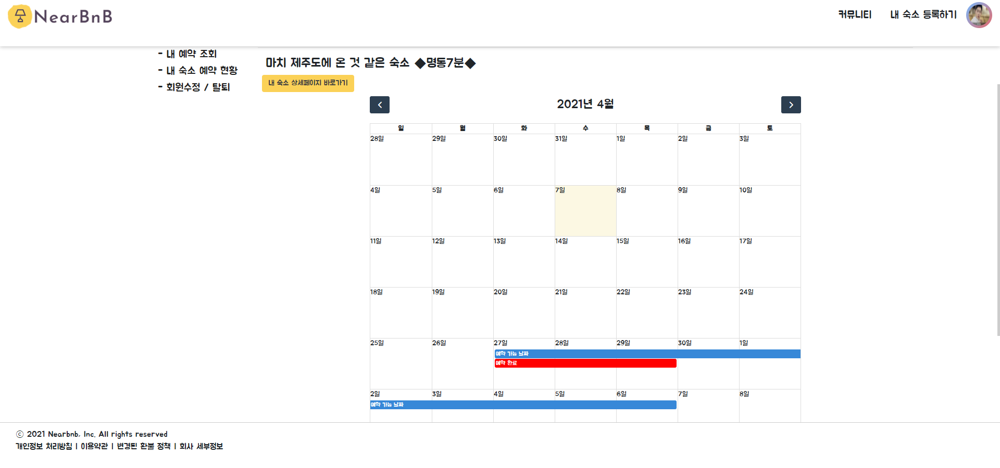 NearBnB
커뮤니티 내 숙소 등록하기
- 내 예약 조회
- 내 숙소 예약 현황
- 회원수정 / 탈퇴
마치 제주도에 온 것 같은 숙소 ◆명동7분◆
내 숙소 상세페이지 바로가기
2021년 4월
일 월 화 수 목 금 토
28일 29일 30일 31일 1일 2일 3일
4일 5일 6일 7일 8일 9일 10일
11일 12일 13일 14일 15일 16일 17일
18일 19일 20일 21일 22일 23일 24일
25일 26일 27일 28일 29일 30일 1일
예약 가능 날짜
예약 완료
2일 3일 4일 5일 6일 7일 8일
예약 가능 날짜
ⓒ 2021 Nearbnb, Inc. All rights reserved
개인정보 처리방침 | 이용약관 | 변경된 환불 정책 | 회사 세부정보